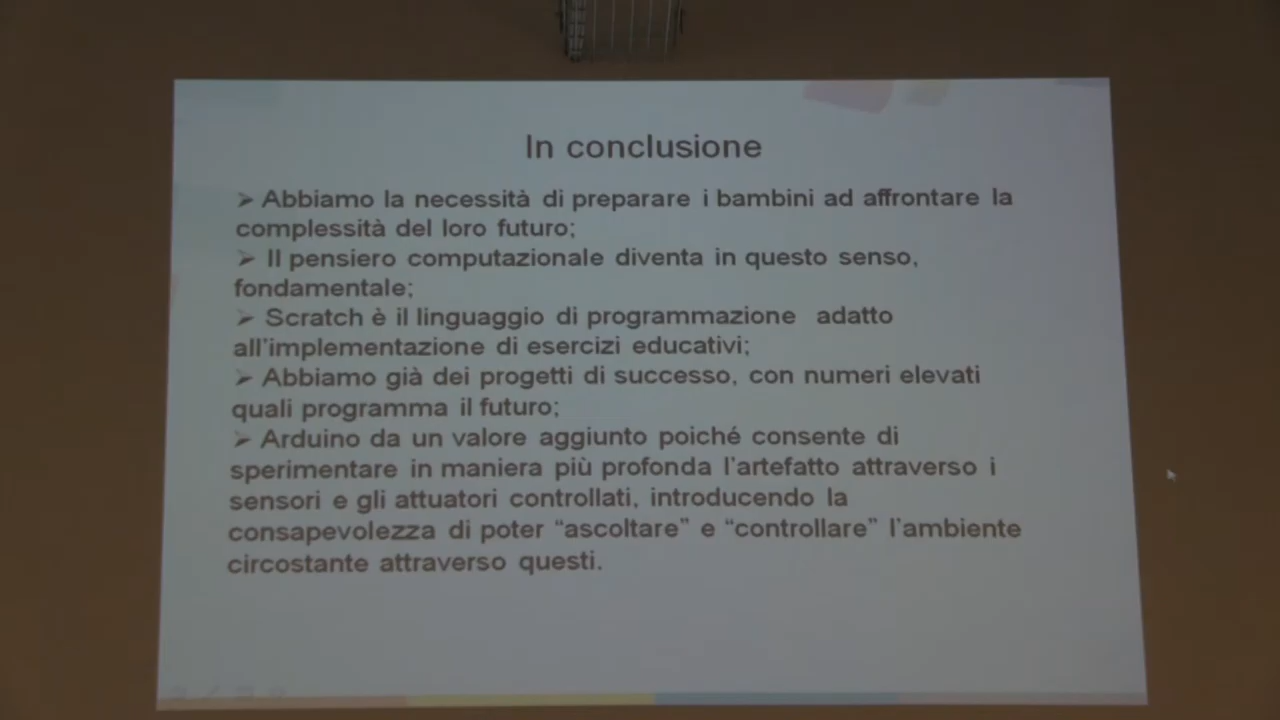 In conclusione
➢ Abbiamo la necessità di preparare i bambini ad affrontare la
complessità del loro futuro;
➢ Il pensiero computazionale diventa in questo senso,
fondamentale;
➢ Scratch è il linguaggio di programmazione adatto
all'implementazione di esercizi educativi;
➢ Abbiamo già dei progetti di successo, con numeri elevati
quali programma il futuro;
➢ Arduino da un valore aggiunto poiché consente di
sperimentare in maniera più profonda l'artefatto attraverso i
sensori e gli attuatori controllati, introducendo la
consapevolezza di poter “ascoltare” e “controllare” l'ambiente
circostante attraverso questi.